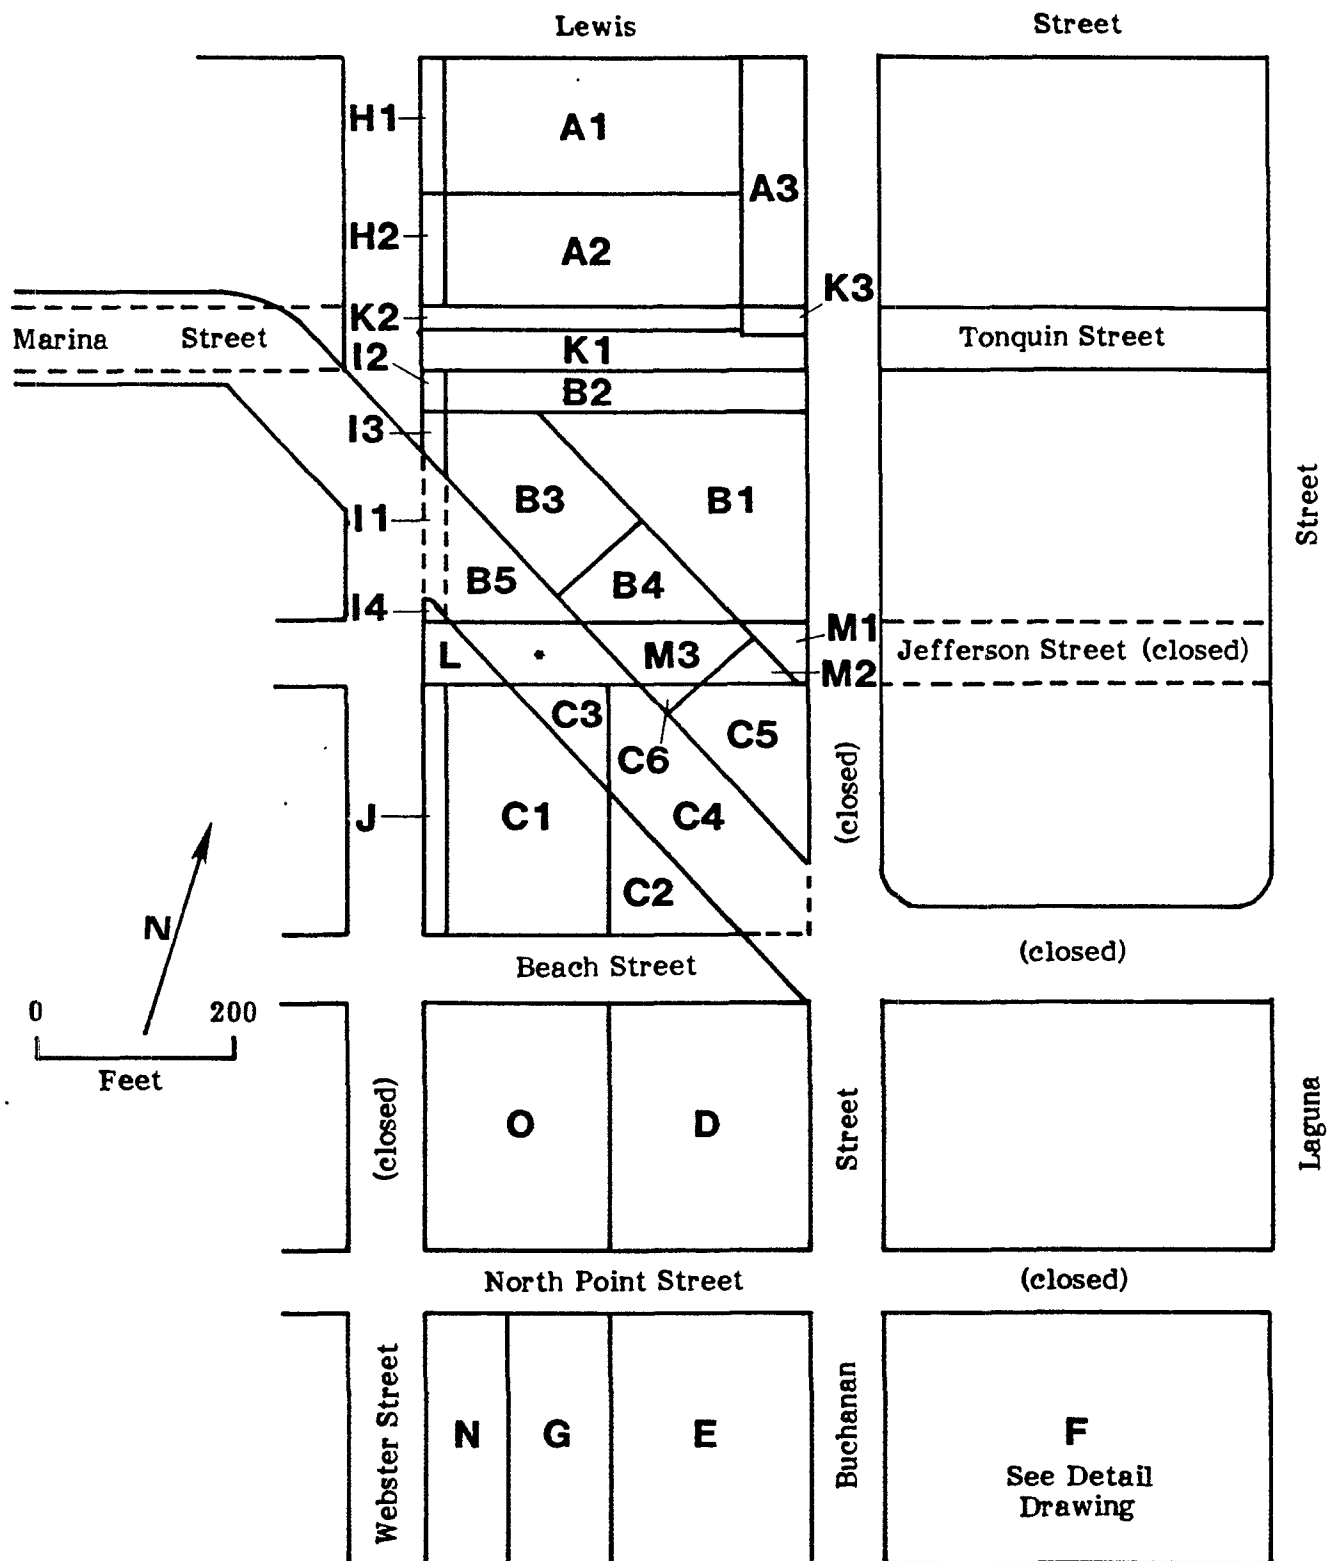 Lewis Street
H1 A1
A3
H2 A2
K2 K3
Marina Street
Tonquin Street
I2 K1
B2
I3
B3 B1
I1
B5 B4
I4
L * M3 M1
Jefferson Street (closed)
M2
C3
C6 C5
C1 C4
J
C2
(closed)
Street
N
Beach Street (closed)
0 200
Feet
(closed)
O D
Street
Laguna
North Point Street (closed)
Webster Street
N G E
Buchanan
F
See Detail
Drawing